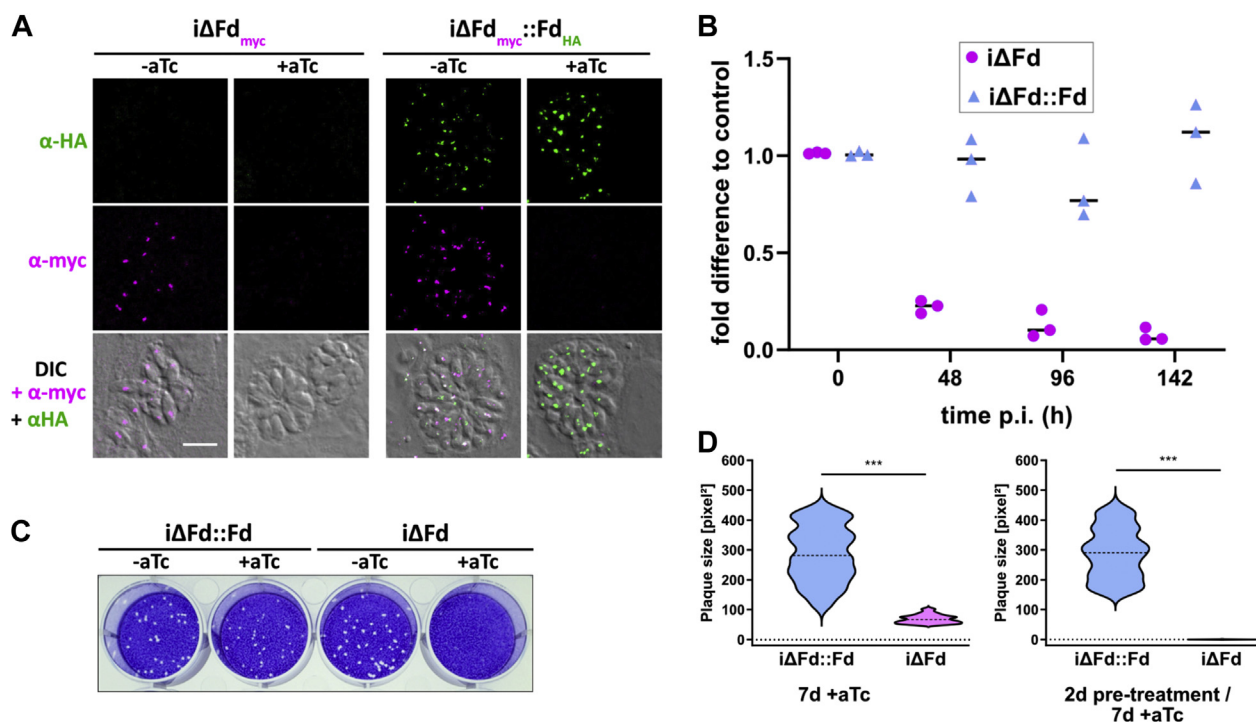 A
iΔFdmyc
iΔFdmyc::FdHA
-aTc
+aTc
-aTc
+aTc
α-HA
α-myc
DIC
+ α-myc
+ αHA
B
iΔFd
iΔFd::Fd
fold difference to control
1.5
1.0
0.5
0.0
0
48
96
142
time p.i. (h)
C
iΔFd::Fd
iΔFd
-aTc
+aTc
-aTc
+aTc
D
Plaque size [pixel²]
600
500
400
300
200
100
0
***
iΔFd::Fd
iΔFd
7d +aTc
Plaque size [pixel²]
600
500
400
300
200
100
0
***
iΔFd::Fd
iΔFd
2d pre-treatment /
7d +aTc